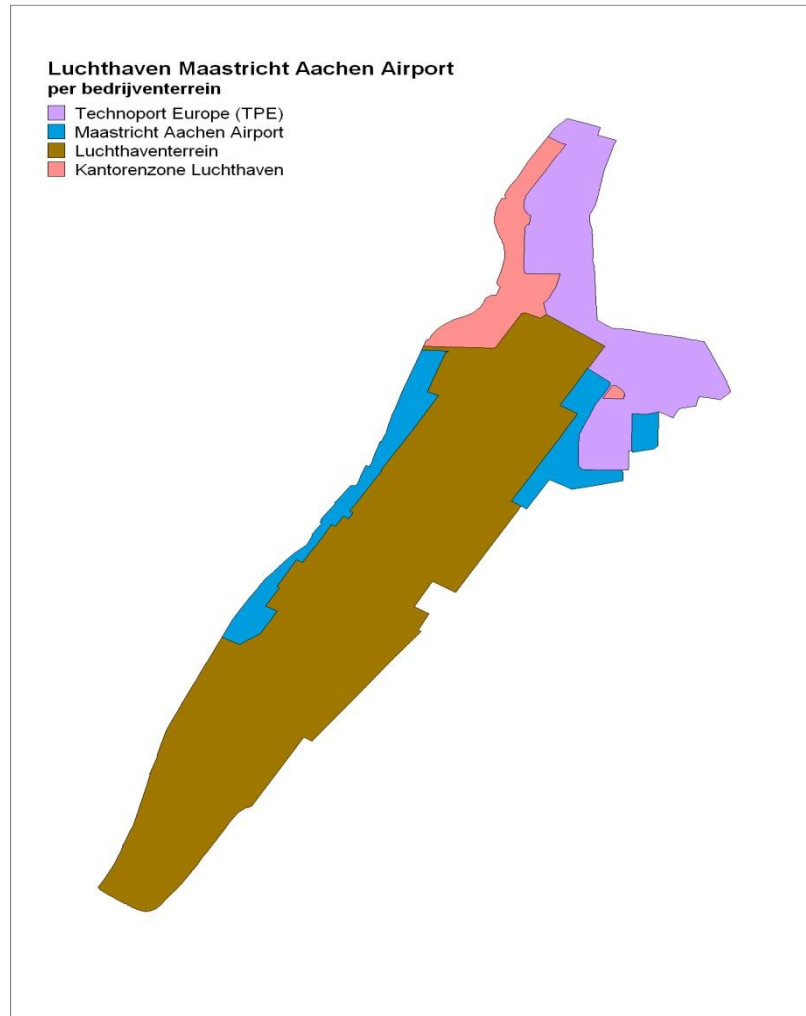 Luchthaven Maastricht Aachen Airport
per bedrijventerrein
Technoport Europe (TPE)
Maastricht Aachen Airport
Luchthaventerrein
Kantorenzone Luchthaven